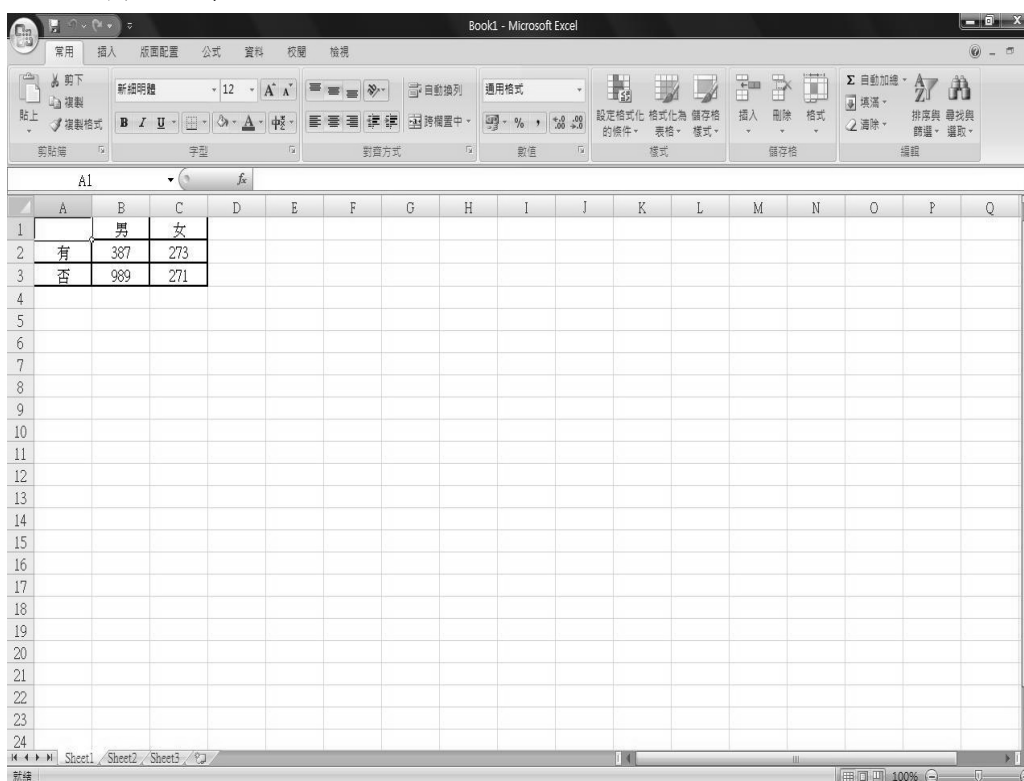 Book1 - Microsoft Excel
常用 插入 版面配置 公式 資料 校閱 檢視
貼上 剪下 複製 複製格式 剪貼簿
新細明體 12 B I U A 字型
自動換列 跨欄置中 對齊方式
通用格式 % 數值
設定格式化的條件 格式化為表格 儲存格樣式 樣式
插入 刪除 格式 儲存格
Σ 自動加總 填滿 清除 排序與篩選 尋找與選取 編輯
A1 fx
A B C D E F G H I J K L M N O P Q
1 男 女
2 有 387 273
3 否 989 271
4
5
6
7
8
9
10
11
12
13
14
15
16
17
18
19
20
21
22
23
24
Sheet1 Sheet2 Sheet3
就緒 100%